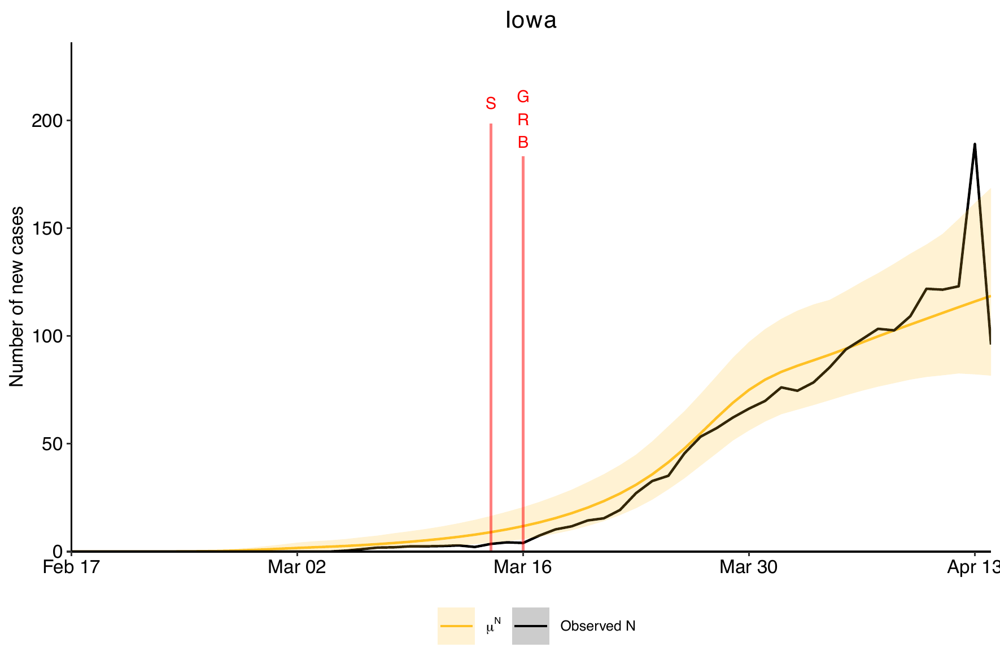 Iowa
Number of new cases
200
150
100
50
0
S
G
R
B
Feb 17
Mar 02
Mar 16
Mar 30
Apr 13
μN
Observed N